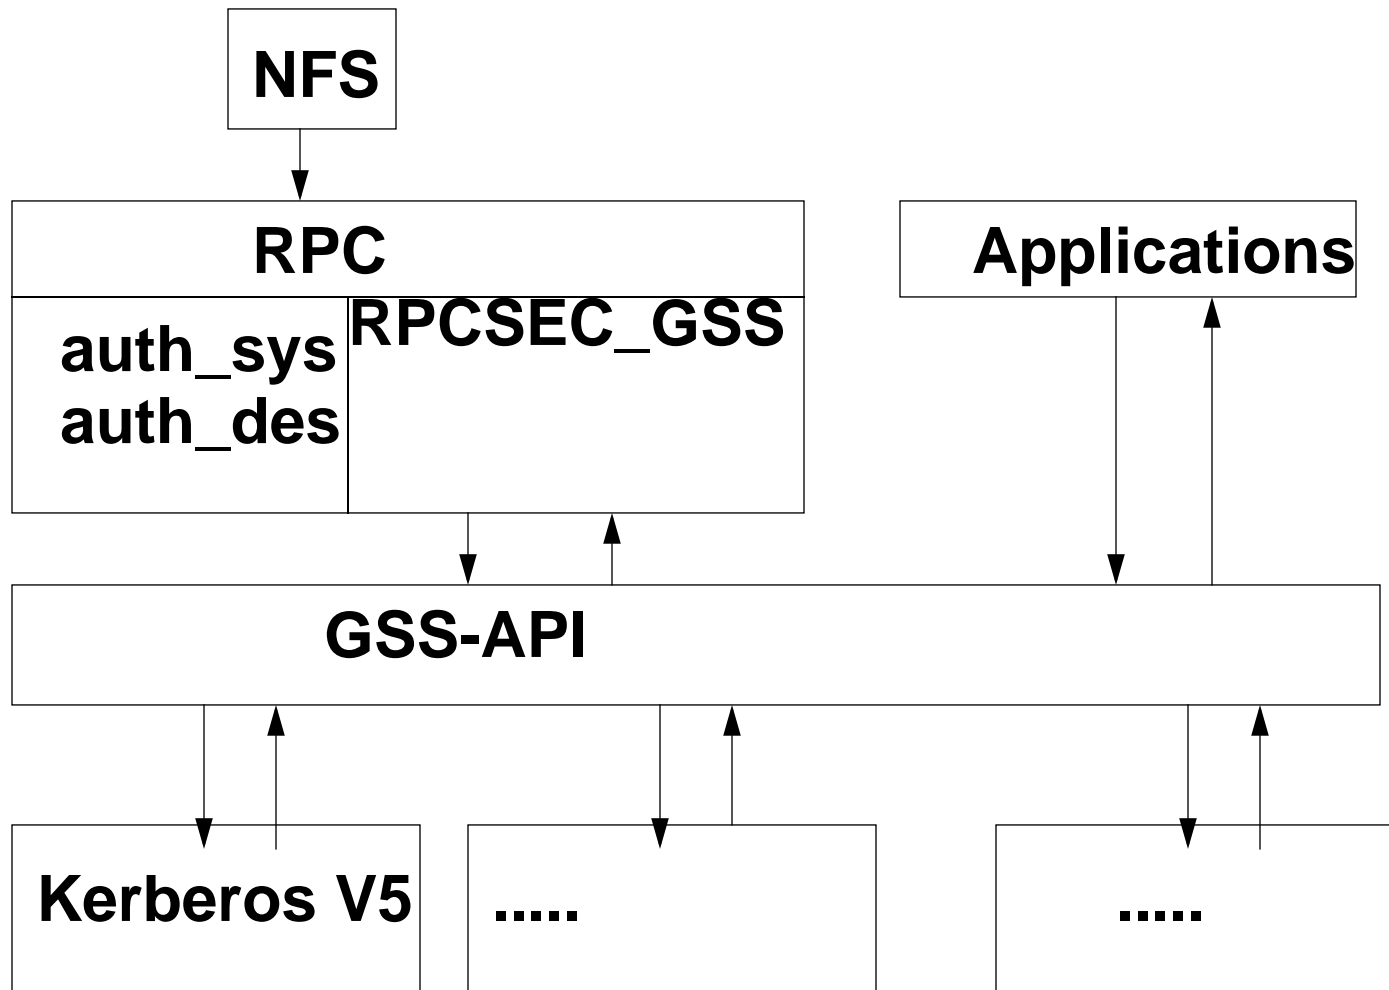 NFS
RPC
Applications
auth_sys
auth_des
RPCSEC_GSS
GSS-API
Kerberos V5
.....
.....